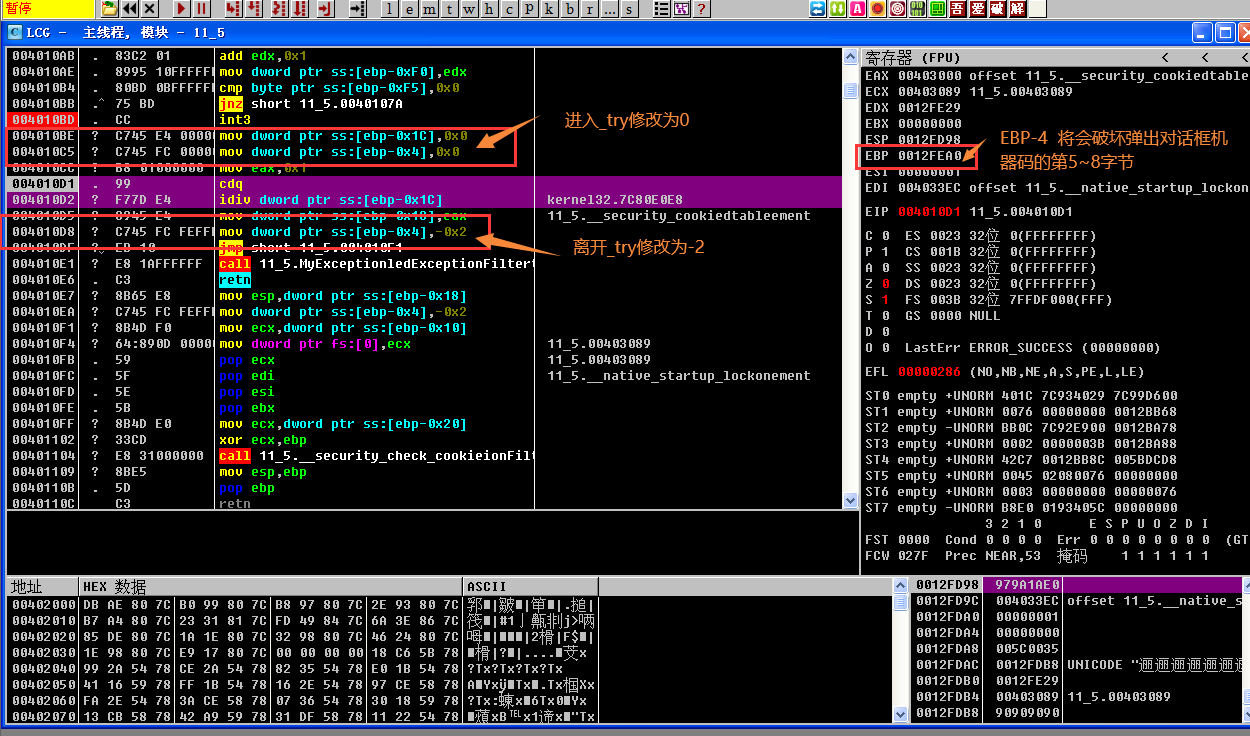 暂停
l e m t w h c p k b r ... s
?
吾 爱 破 解
LCG - 主线程, 模块 - 11_5
004010AB . 83C2 01 add edx,0x1
004010AE . 8995 10FFFFF mov dword ptr ss:[ebp-0xF0],edx
004010B4 . 80BD 0BFFFFF cmp byte ptr ss:[ebp-0xF5],0x0
004010BB .^ 75 BD jnz short 11_5.0040107A
004010BD . CC int3
004010BE ? C745 E4 0000 mov dword ptr ss:[ebp-0x1C],0x0
004010C5 ? C745 FC 0000 mov dword ptr ss:[ebp-0x4],0x0
004010CC ? B8 01000000 mov eax,0x1
004010D1 . 99 cdq
004010D2 ? F77D E4 idiv dword ptr ss:[ebp-0x1C] kernel32.7C80E0E8
004010D5 ? 8945 E4 mov dword ptr ss:[ebp-0x18],eax 11_5.__security_cookiedtableement
004010D8 ? C745 FC FEFF mov dword ptr ss:[ebp-0x4],-0x2
004010DF . EB 10 jmp short 11_5.004010F1
004010E1 ? E8 1AFFFFFF call 11_5.MyExceptionledExceptionFilter
004010E6 . C3 retn
004010E7 ? 8B65 E8 mov esp,dword ptr ss:[ebp-0x18]
004010EA ? C745 FC FEFF mov dword ptr ss:[ebp-0x4],-0x2
004010F1 ? 8B4D F0 mov ecx,dword ptr ss:[ebp-0x10]
004010F4 ? 64:890D 0000 mov dword ptr fs:[0],ecx 11_5.00403089
004010FB . 59 pop ecx 11_5.00403089
004010FC . 5F pop edi 11_5.__native_startup_lockonement
004010FD . 5E pop esi
004010FE . 5B pop ebx
004010FF ? 8B4D E0 mov ecx,dword ptr ss:[ebp-0x20]
00401102 ? 33CD xor ecx,ebp
00401104 ? E8 31000000 call 11_5.__security_check_cookieionFilt
00401109 ? 8BE5 mov esp,ebp
0040110B . 5D pop ebp
0040110C C3 retn
进入_try修改为0
离开_try修改为-2
寄存器 (FPU) < < <
EAX 00403000 offset 11_5.__security_cookiedtable
ECX 00403089 11_5.00403089
EDX 0012FE29
EBX 00000000
ESP 0012FD98
EBP 0012FEA0
ESI 00000001
EDI 004033EC offset 11_5.__native_startup_lockon
EBP-4 将会破坏弹出对话框机
器码的第5~8字节
EIP 004010D1 11_5.004010D1
C 0 ES 0023 32位 0(FFFFFFFF)
P 1 CS 001B 32位 0(FFFFFFFF)
A 0 SS 0023 32位 0(FFFFFFFF)
Z 0 DS 0023 32位 0(FFFFFFFF)
S 1 FS 003B 32位 7FFDF000(FFF)
T 0 GS 0000 NULL
D 0
O 0 LastErr ERROR_SUCCESS (00000000)
EFL 00000286 (NO,NB,NE,A,S,PE,L,LE)
ST0 empty +UNORM 401C 7C934029 7C99D600
ST1 empty +UNORM 0076 00000000 0012BB68
ST2 empty -UNORM BB0C 7C92E900 0012BA78
ST3 empty +UNORM 0002 0000003B 0012BA88
ST4 empty +UNORM 42C7 0012BB8C 005BDCD8
ST5 empty +UNORM 0045 02080076 00000000
ST6 empty +UNORM 0003 00000000 00000076
ST7 empty -UNORM B8E0 0193405C 00000000
3 2 1 0 E S P U O Z D I
FST 0000 Cond 0 0 0 0 Err 0 0 0 0 0 0 0 0 (GT
FCW 027F Prec NEAR,53 掩码 1 1 1 1 1 1
地址 HEX 数据 ASCII
00402000 DB AE 80 7C B0 99 80 7C B8 97 80 7C 2E 93 80 7C
00402010 B7 A4 80 7C 23 31 81 7C FD 49 84 7C 6A 3E 86 7C
00402020 85 DE 80 7C 1A 1E 80 7C 32 98 80 7C 46 24 80 7C
00402030 1E 98 80 7C E9 17 80 7C 00 00 00 00 18 C6 5B 78
00402040 99 2A 54 78 CE 2A 54 78 82 35 54 78 E0 1B 54 78 ?Tx?Tx?Tx?Tx
00402050 41 16 59 78 FF 1B 54 78 16 2E 54 78 97 CE 58 78
00402060 FA 2E 54 78 3A CE 58 78 07 36 54 78 30 18 59 78
00402070 13 CB 58 78 42 A9 59 78 31 DF 58 78 11 22 54 78
0012FD98 979A1AE0
0012FD9C 004033EC offset 11_5.__native_s
0012FDA0 00000001
0012FDA4 00000000
0012FDA8 005C0035
0012FDAC 0012FDB8 UNICODE "逦逦逦逦逦逦
0012FDB0 0012FE29
0012FDB4 00403089 11_5.00403089
0012FDB8 90909090